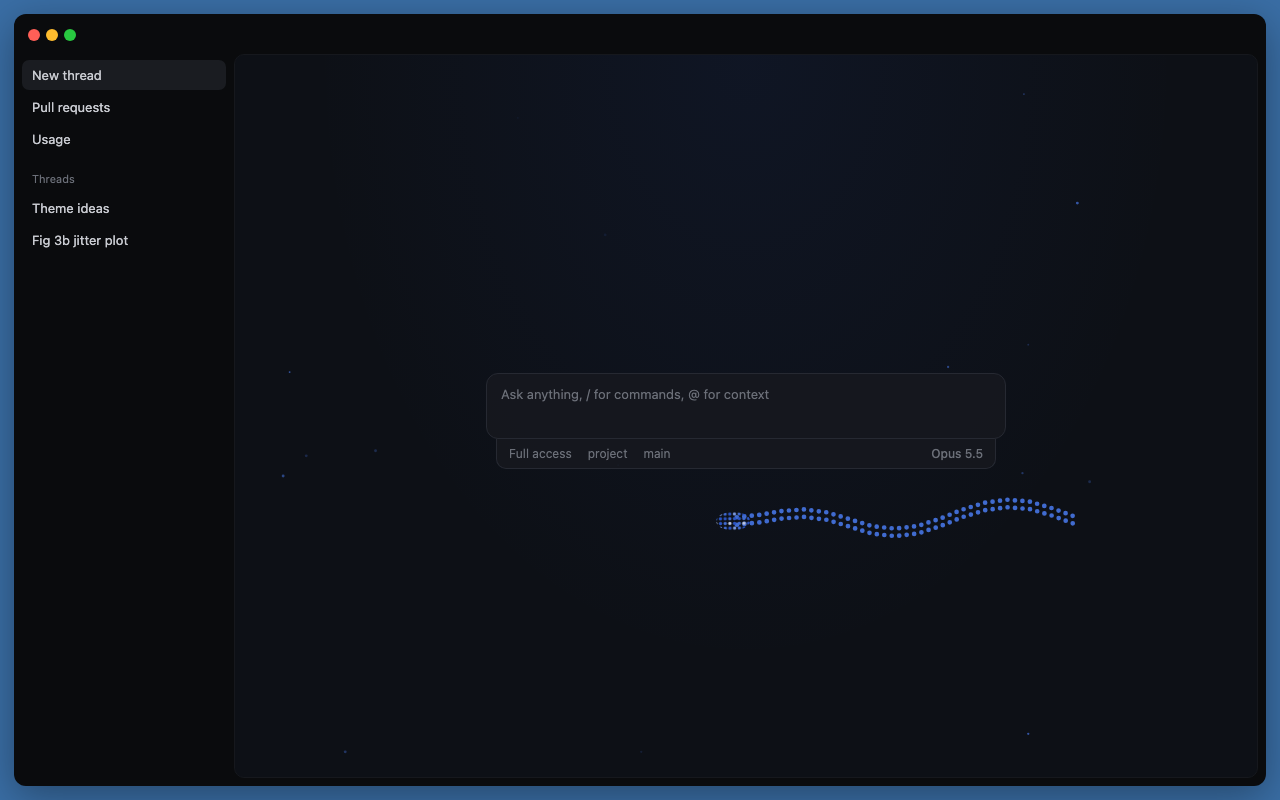 New thread
Pull requests
Usage
Threads
Theme ideas
Fig 3b jitter plot
Ask anything, / for commands, @ for context
Full access project main Opus 5.5